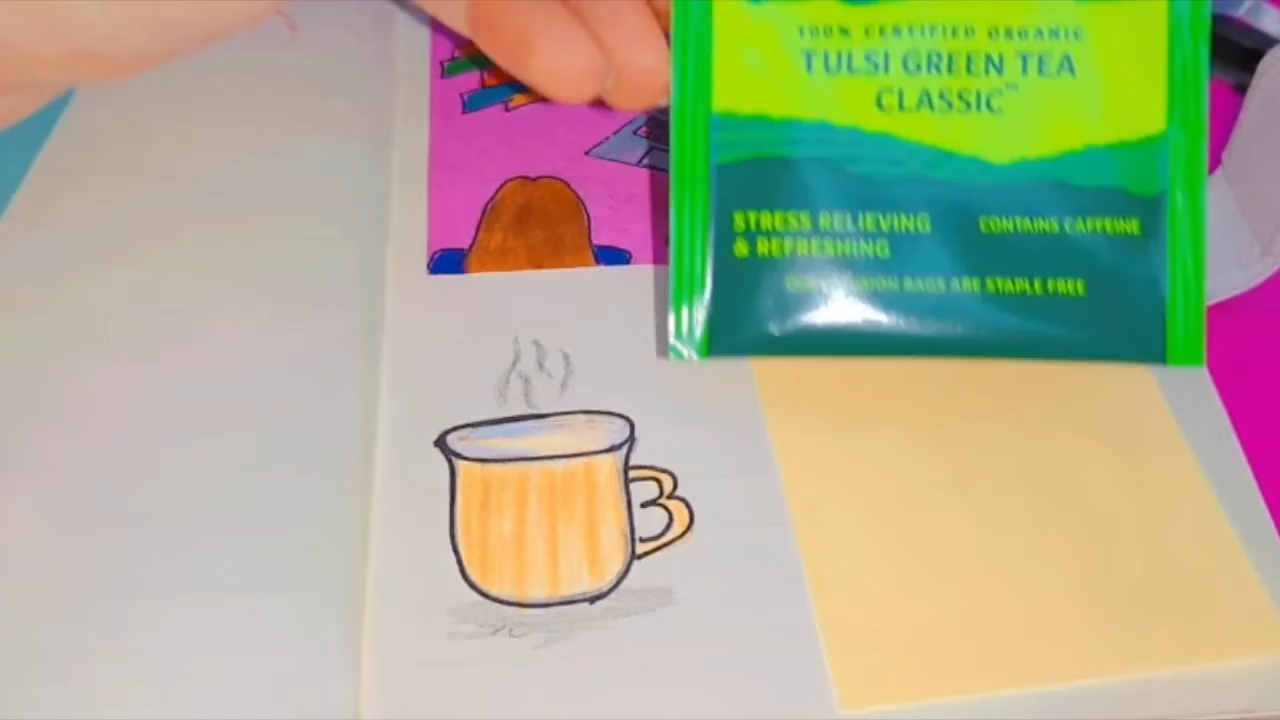 100% CERTIFIED ORGANIC
TULSI GREEN TEA
CLASSIC™
STRESS RELIEVING
& REFRESHING
CONTAINS CAFFEINE
BAGS ARE STAPLE FREE